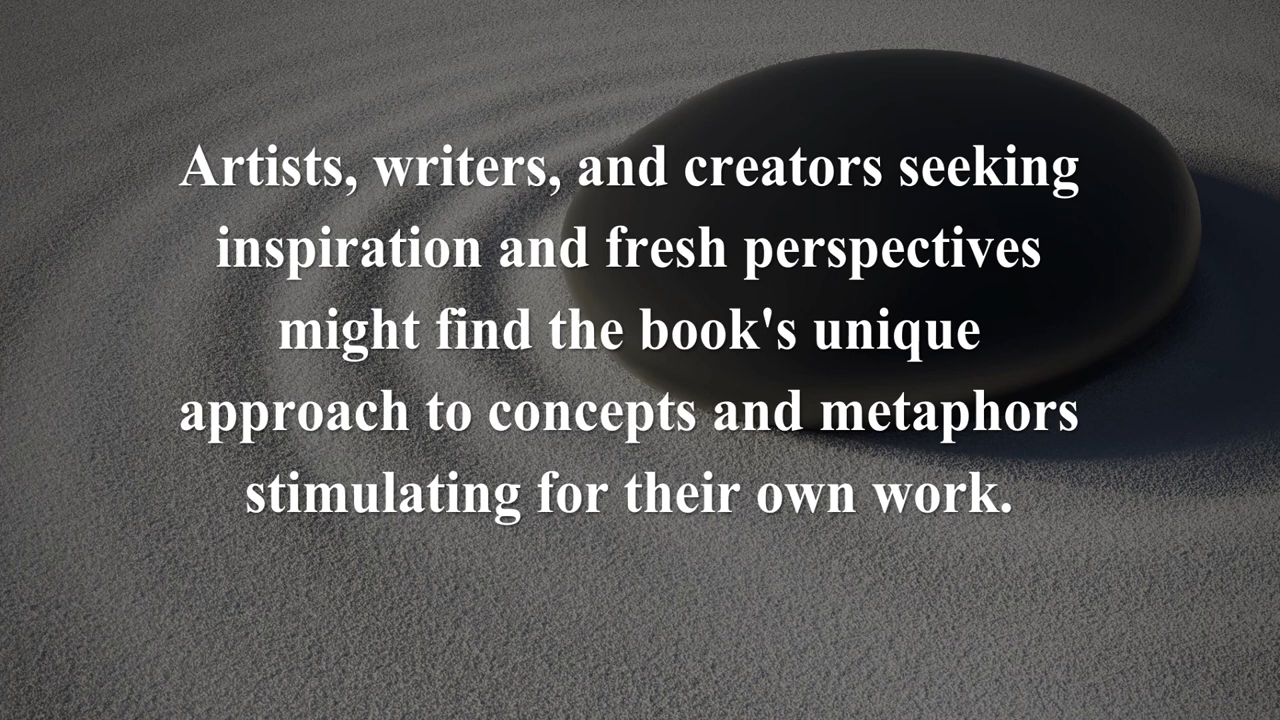 Artists, writers, and creators seeking
inspiration and fresh perspectives
might find the book's unique
approach to concepts and metaphors
stimulating for their own work.